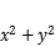 x² + y²